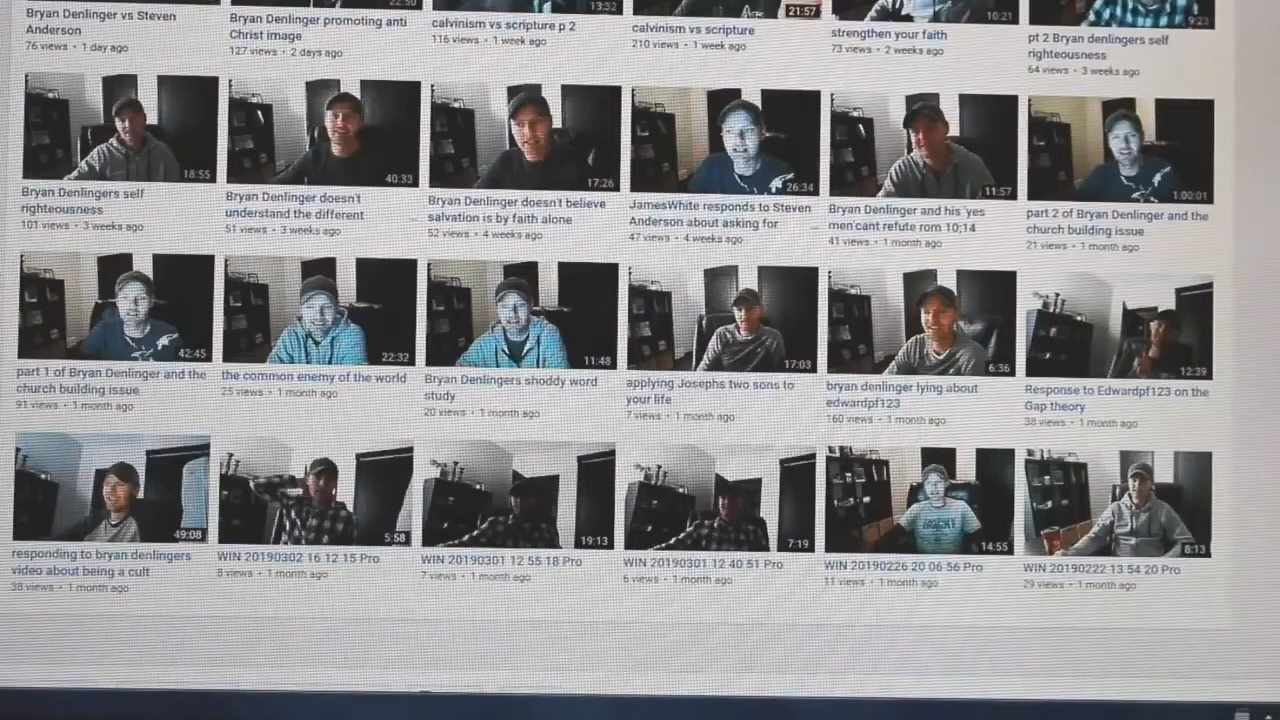 22:50
13:32
21:57
10:21
9:23
Bryan Denlinger vs Steven
Anderson
76 views • 1 day ago
Bryan Denlinger promoting anti
Christ image
127 views • 2 days ago
calvinism vs scripture p 2
116 views • 1 week ago
calvinism vs scripture
210 views • 1 week ago
strengthen your faith
73 views • 2 weeks ago
pt 2 Bryan denlingers self
righteousness
64 views • 3 weeks ago
18:55
40:33
17:26
26:34
11:57
1:00:01
Bryan Denlingers self
righteousness
101 views • 3 weeks ago
Bryan Denlinger doesn't
understand the different
51 views • 3 weeks ago
Bryan Denlinger doesn't believe
salvation is by faith alone
52 views • 4 weeks ago
JamesWhite responds to Steven
Anderson about asking for
47 views • 4 weeks ago
Bryan Denlinger and his 'yes
men'cant refute rom 10;14
41 views • 1 month ago
part 2 of Bryan Denlinger and the
church building issue
21 views • 1 month ago
42:45
22:32
11:48
17:03
6:36
12:39
part 1 of Bryan Denlinger and the
church building issue
91 views • 1 month ago
the common enemy of the world
25 views • 1 month ago
Bryan Denlingers shoddy word
study
20 views • 1 month ago
applying Josephs two sons to
your life
7 views • 1 month ago
bryan denlinger lying about
edwardpf123
160 views • 1 month ago
Response to Edwardpf123 on the
Gap theory
38 views • 1 month ago
49:08
5:58
19:13
7:19
14:55
8:13
responding to bryan denlingers
video about being a cult
38 views • 1 month ago
WIN 20190302 16 12 15 Pro
8 views • 1 month ago
WIN 20190301 12 55 18 Pro
7 views • 1 month ago
WIN 20190301 12 40 51 Pro
6 views • 1 month ago
WIN 20190226 20 06 56 Pro
11 views • 1 month ago
WIN 20190222 13 54 20 Pro
29 views • 1 month ago